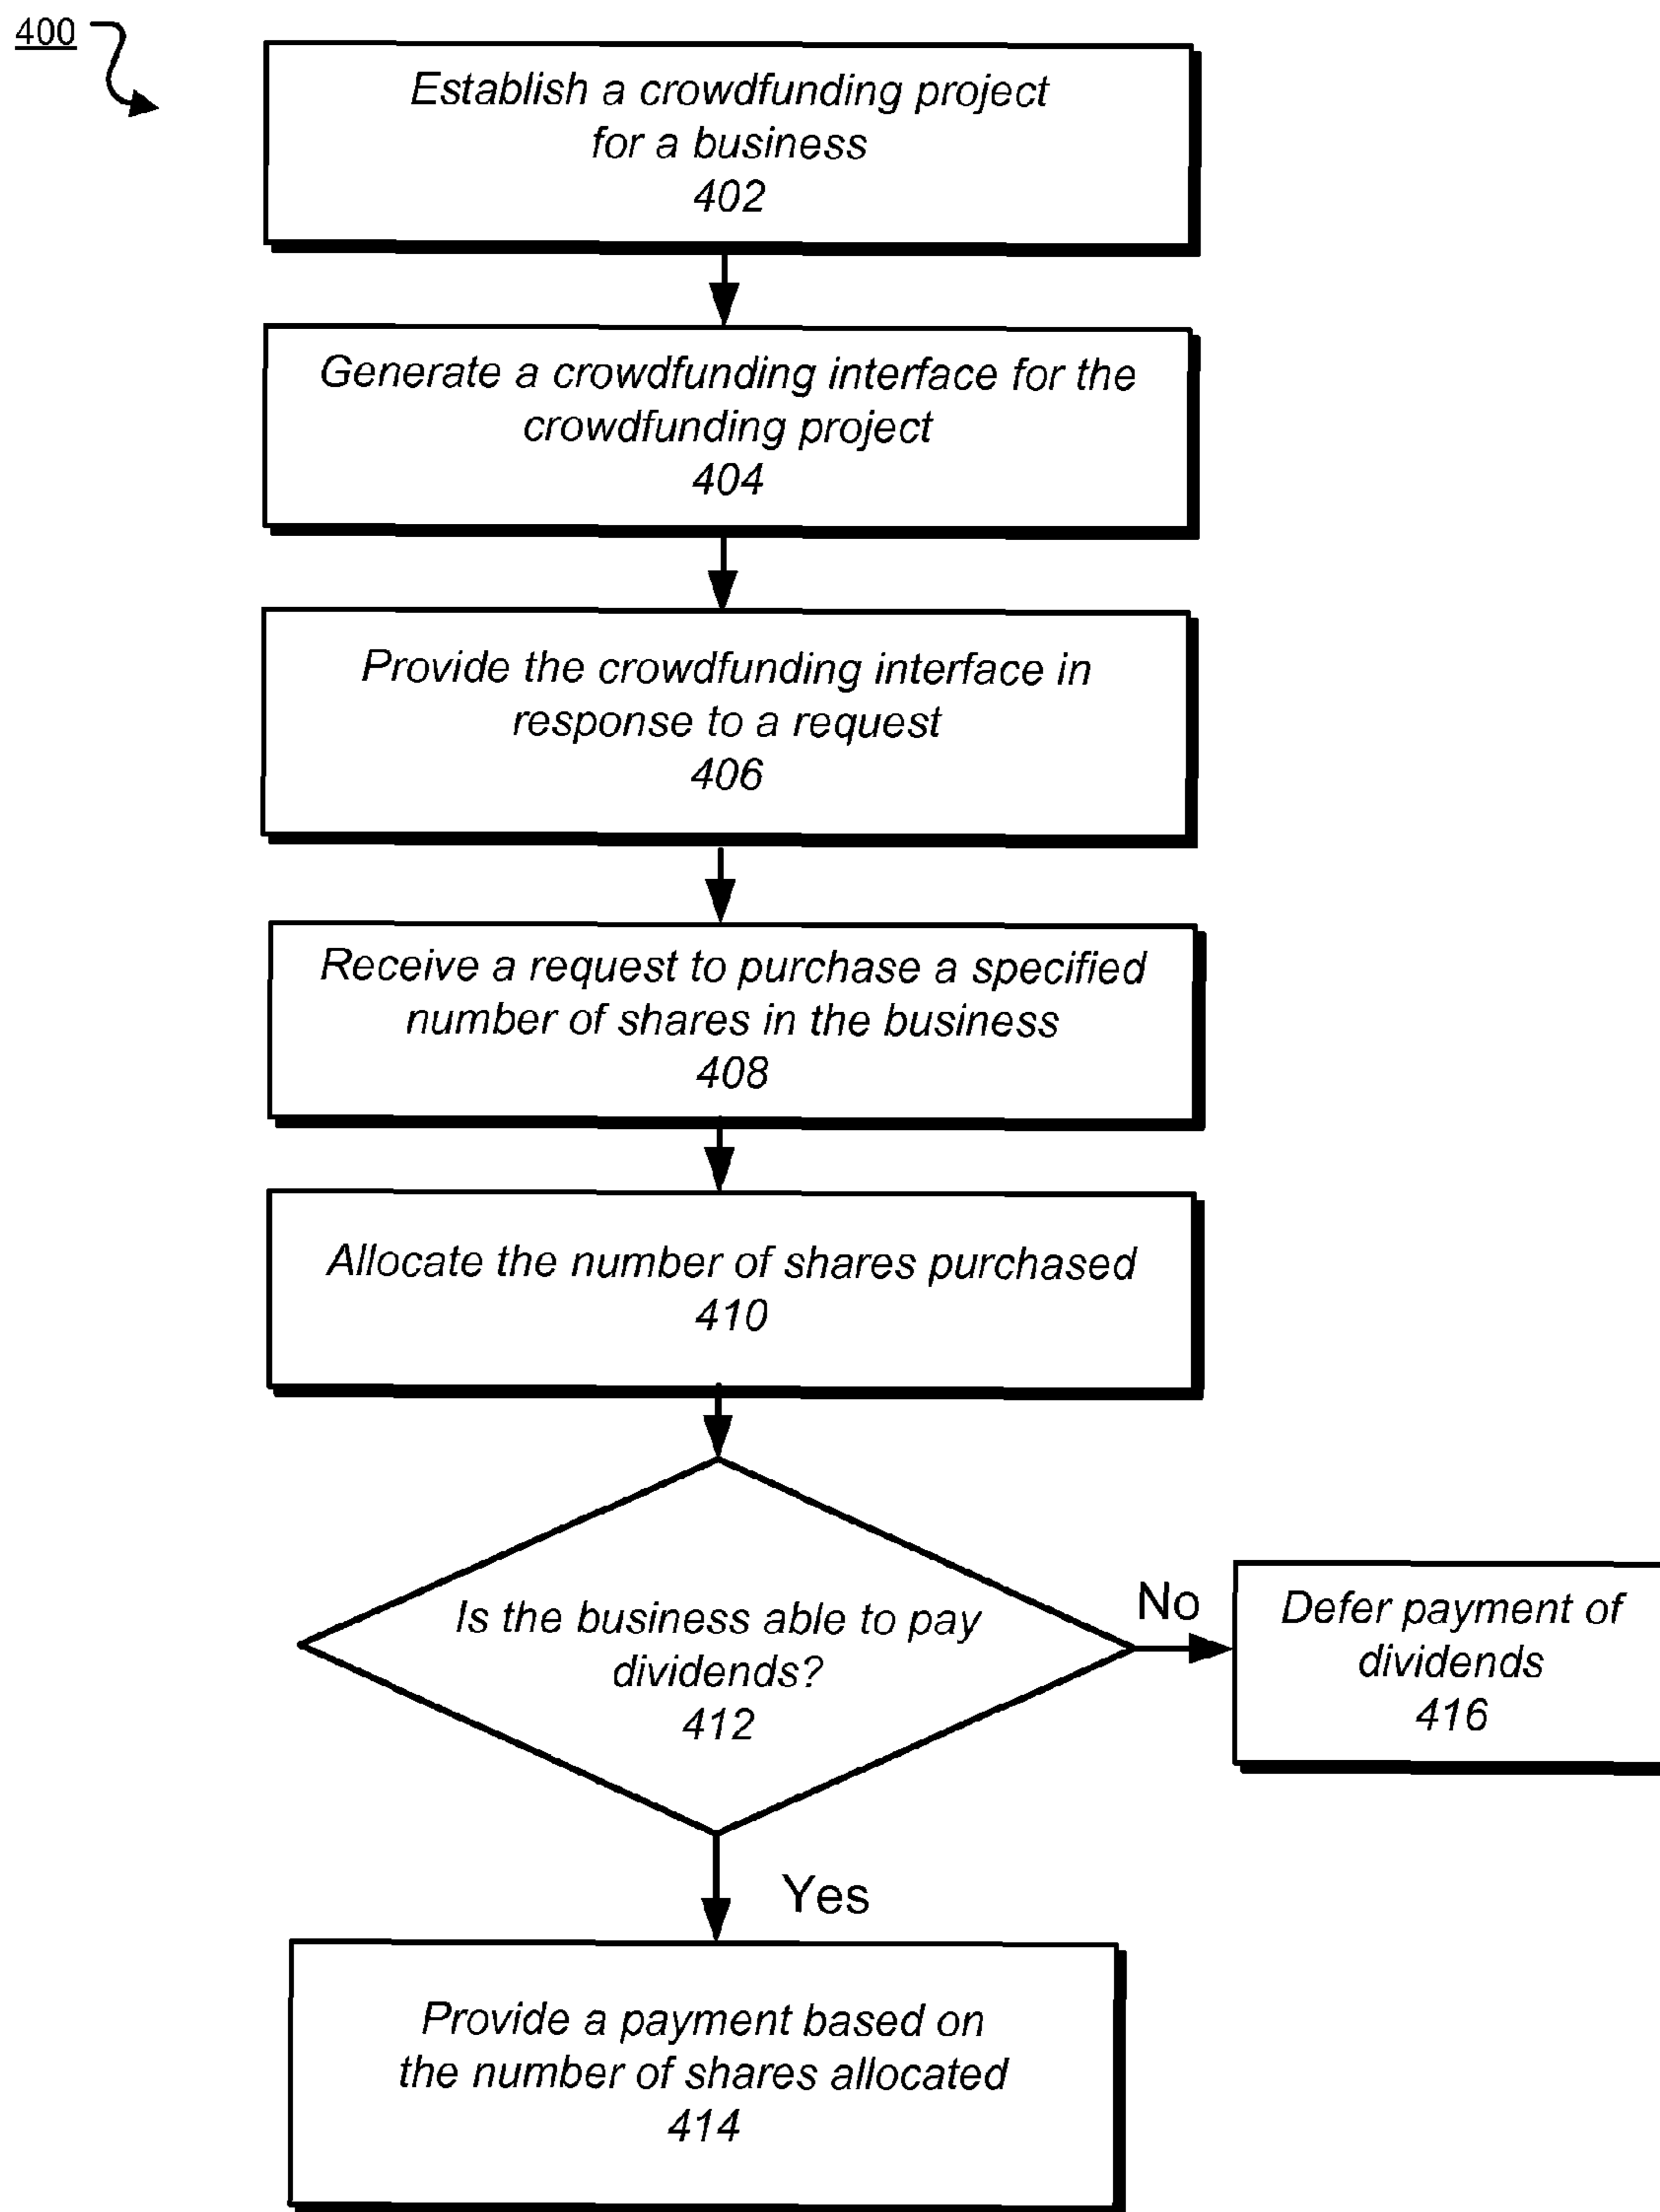 400
Establish a crowdfunding project
for a business
402
Generate a crowdfunding interface for the
crowdfunding project
404
Provide the crowdfunding interface in
response to a request
406
Receive a request to purchase a specified
number of shares in the business
408
Allocate the number of shares purchased
410
Is the business able to pay
dividends?
412
No
Defer payment of
dividends
416
Yes
Provide a payment based on
the number of shares allocated
414